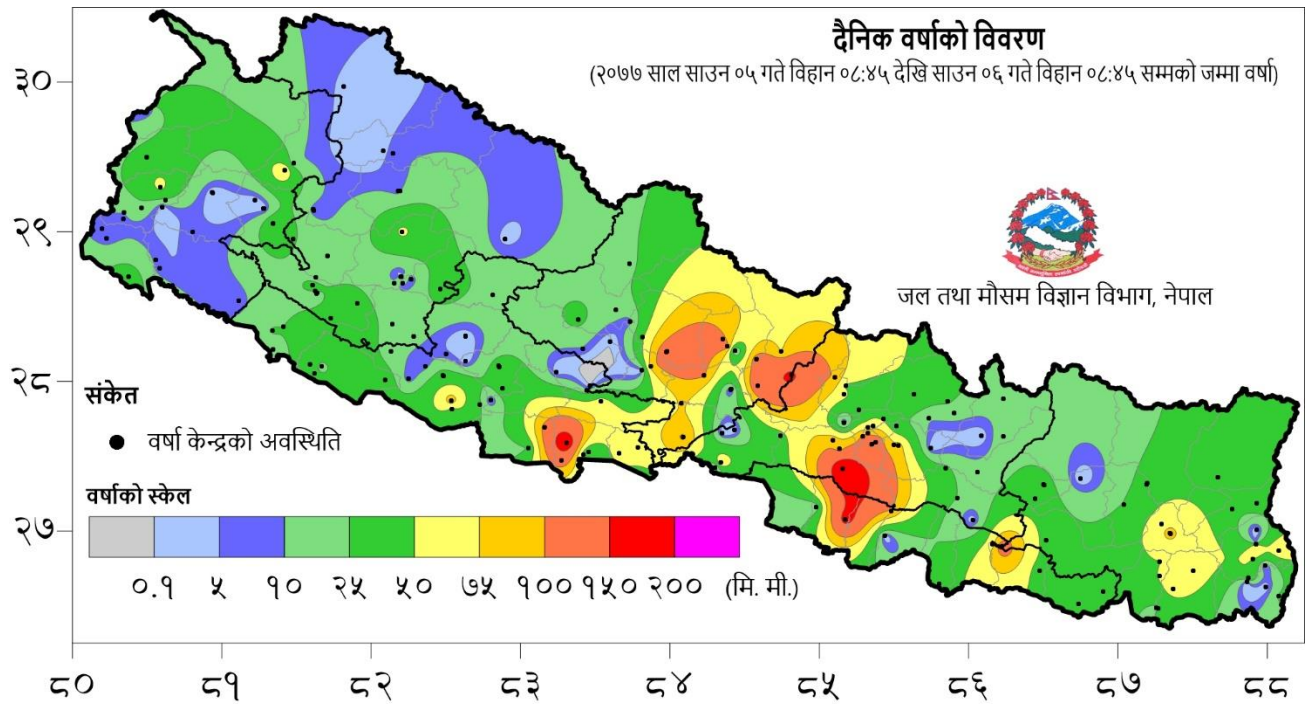 दैनिक वर्षाको विवरण
(२०७७ साल साउन ०५ गते विहान ०८:४५ देखि साउन ०६ गते विहान ०८:४५ सम्मको जम्मा वर्षा)
३०
२९
जल तथा मौसम विज्ञान विभाग, नेपाल
२८
संकेत
वर्षा केन्द्रको अवस्थिति
वर्षाको स्केल
२७
०.१ ५ १० २५ ५० ७५ १०० १५० २०० (मि. मी.)
८० ८१ ८२ ८३ ८४ ८५ ८६ ८७ ८८